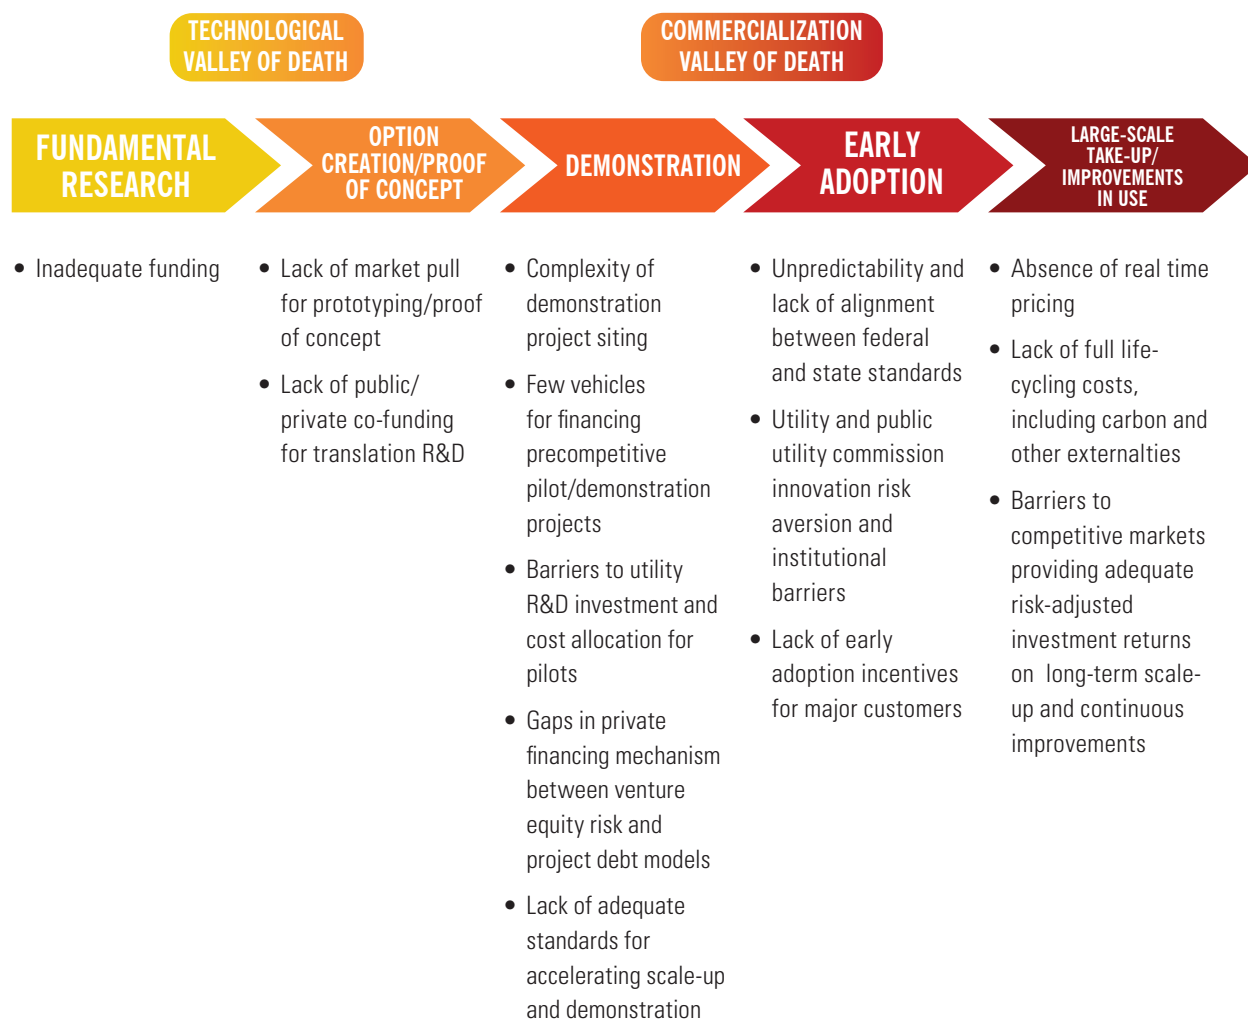 TECHNOLOGICAL
VALLEY OF DEATH
COMMERCIALIZATION
VALLEY OF DEATH
FUNDAMENTAL
RESEARCH
OPTION
CREATION/PROOF
OF CONCEPT
DEMONSTRATION
EARLY
ADOPTION
LARGE-SCALE
TAKE-UP/
IMPROVEMENTS
IN USE
• Inadequate funding
• Lack of market pull
for prototyping/proof
of concept
• Lack of public/
private co-funding
for translation R&D
• Complexity of
demonstration
project siting
• Few vehicles
for financing
precompetitive
pilot/demonstration
projects
• Barriers to utility
R&D investment and
cost allocation for
pilots
• Gaps in private
financing mechanism
between venture
equity risk and
project debt models
• Lack of adequate
standards for
accelerating scale-up
and demonstration
• Unpredictability and
lack of alignment
between federal
and state standards
• Utility and public
utility commission
innovation risk
aversion and
institutional
barriers
• Lack of early
adoption incentives
for major customers
• Absence of real time
pricing
• Lack of full life-
cycling costs,
including carbon and
other externalties
• Barriers to
competitive markets
providing adequate
risk-adjusted
investment returns
on long-term scale-
up and continuous
improvements